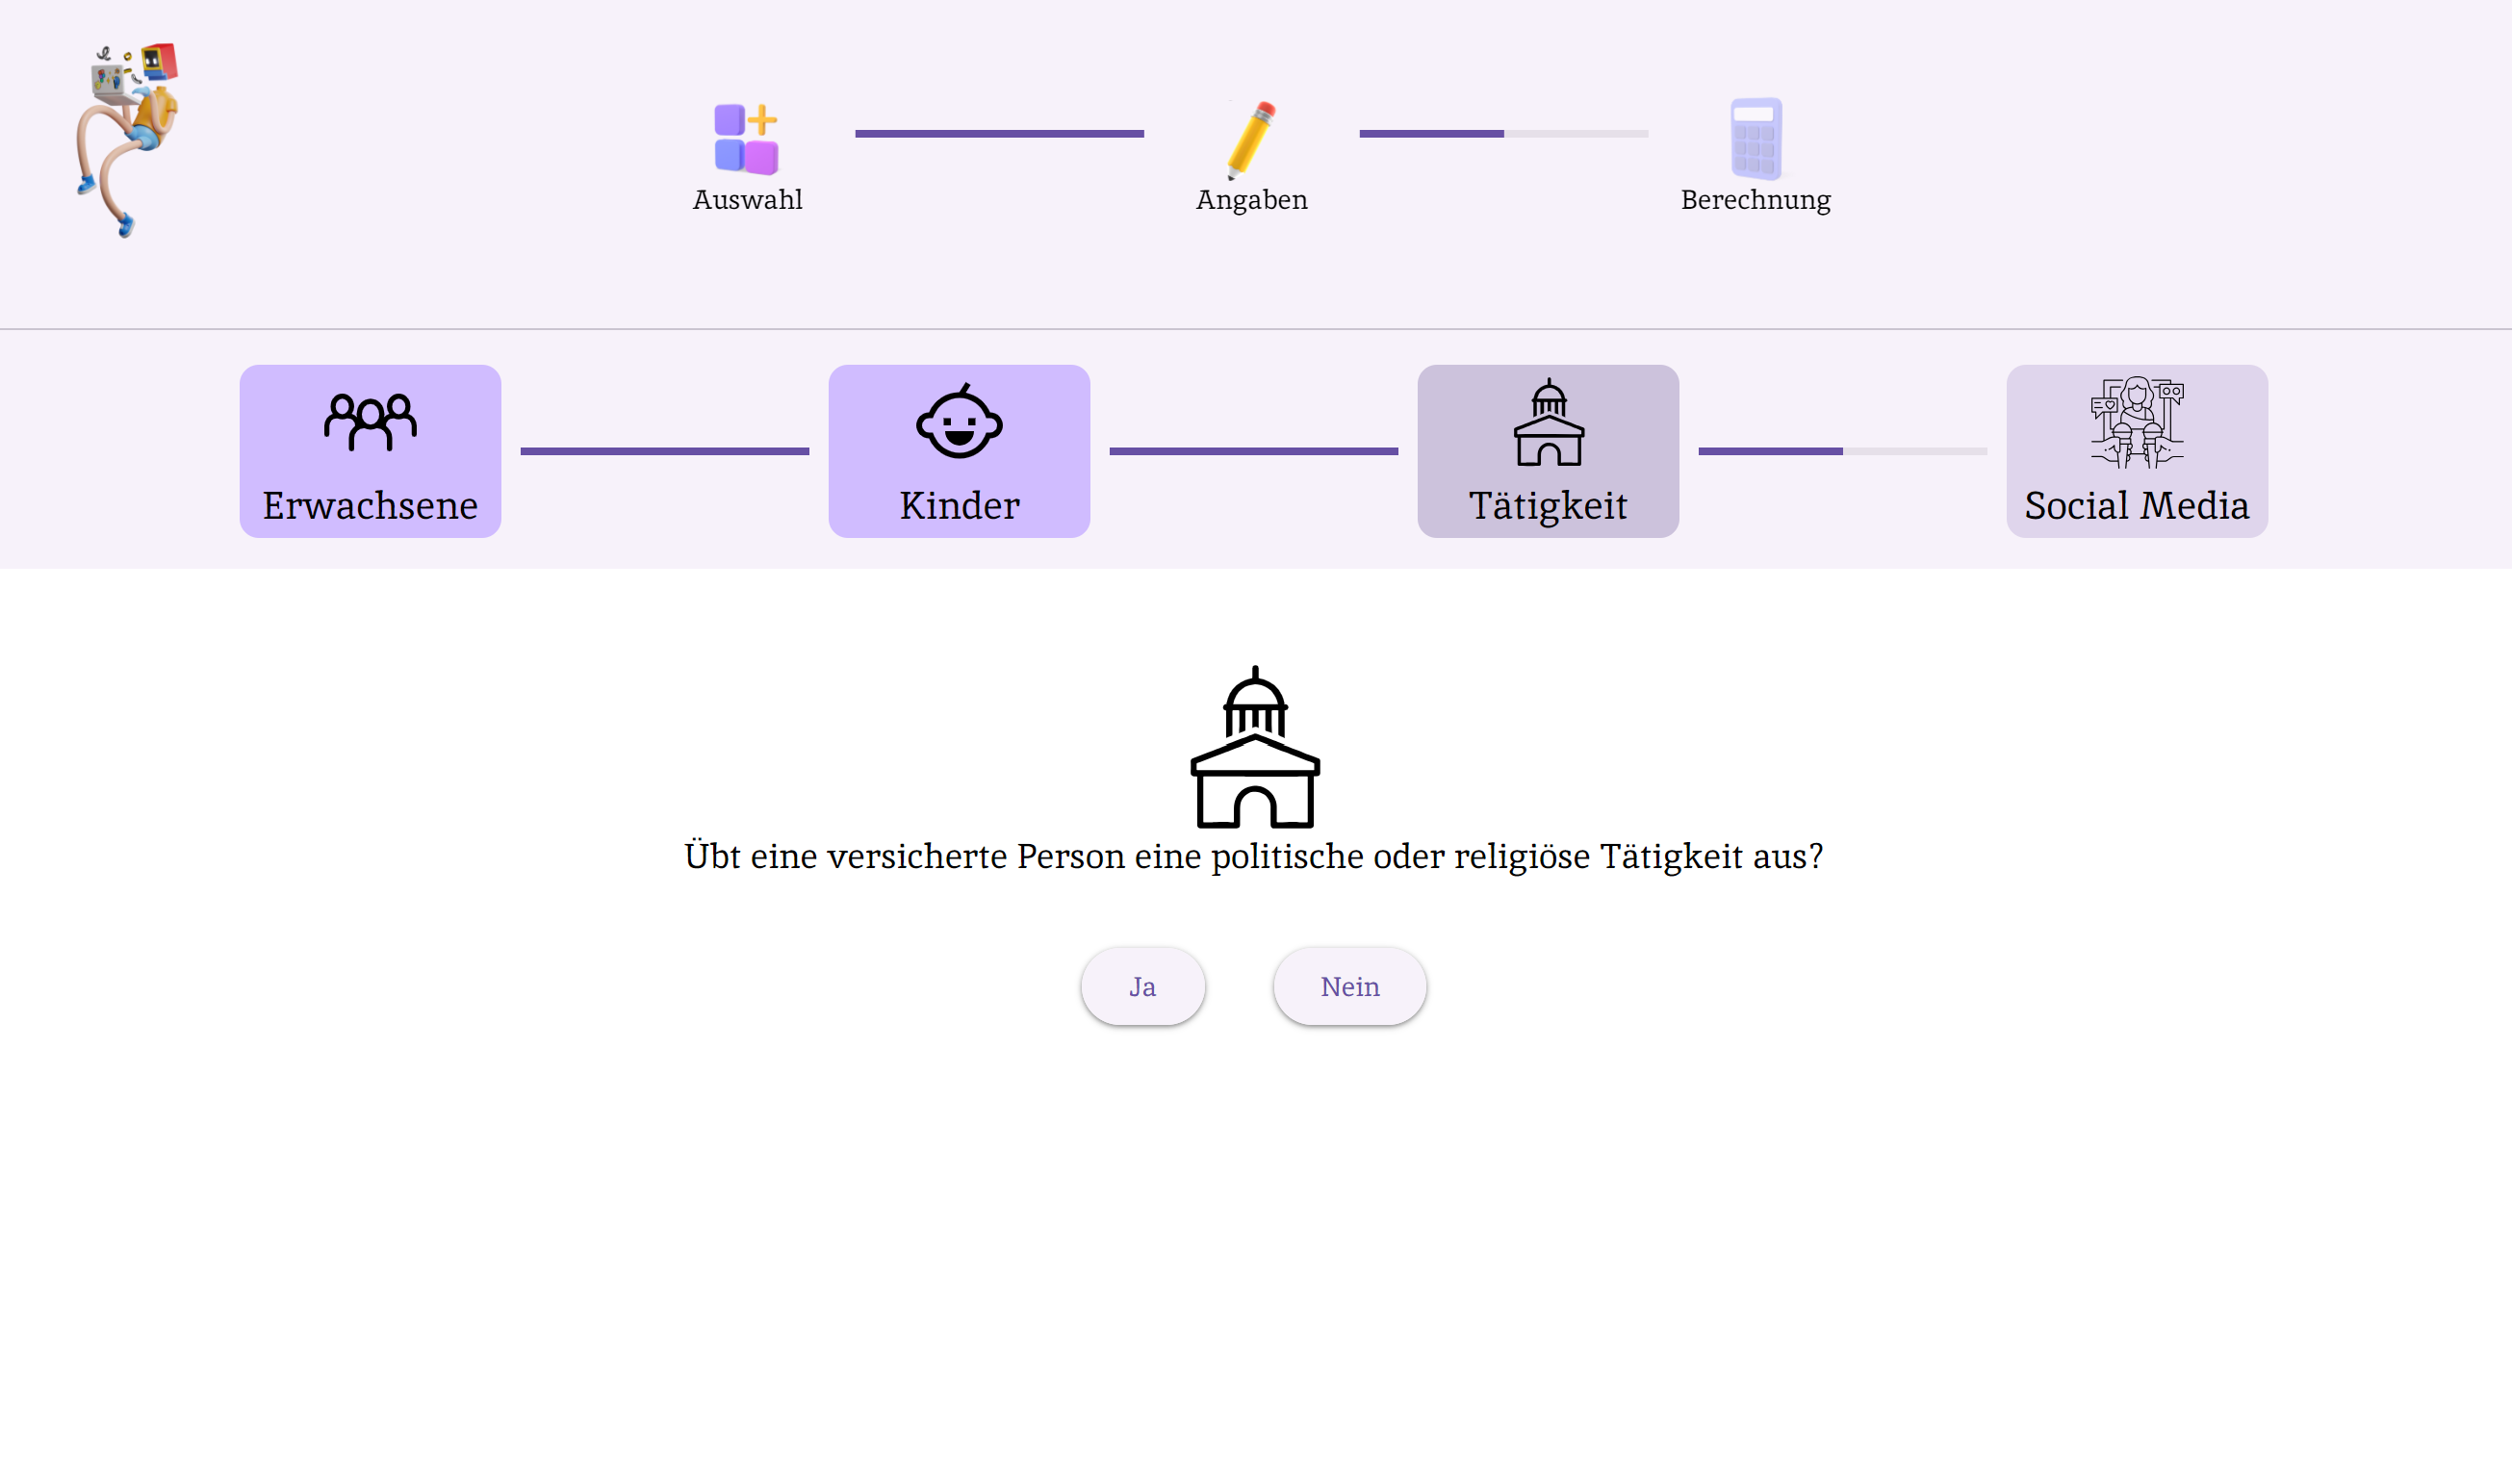 Auswahl
Angaben
Berechnung
Erwachsene
Kinder
Tätigkeit
Social Media
Übt eine versicherte Person eine politische oder religiöse Tätigkeit aus?
Ja
Nein